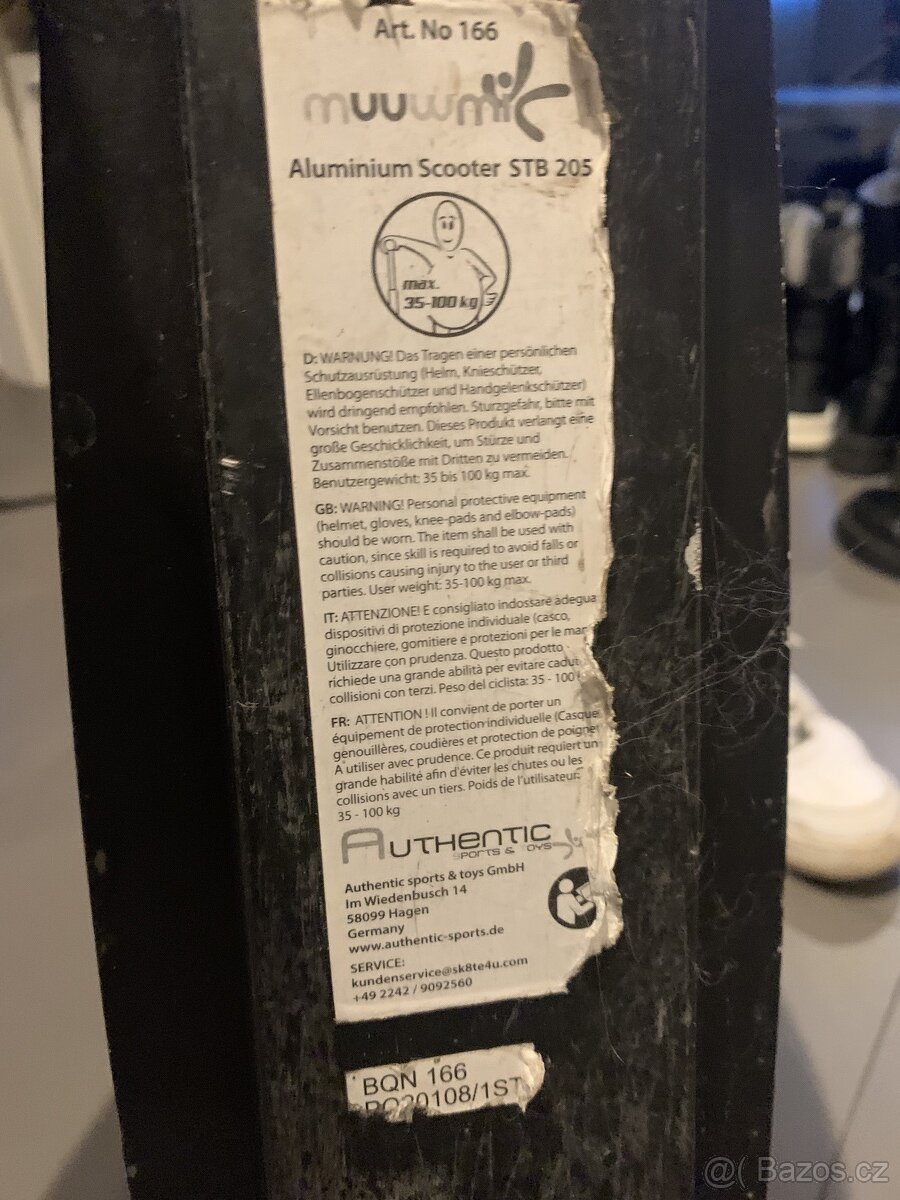 Art. No 166
muuwmi
Aluminium Scooter STB 205
max.
35-100 kg
D: WARNUNG! Das Tragen einer persönlichen
Schutzausrüstung (Helm, Knieschützer,
Ellenbogenschützer und Handgelenkschützer)
wird dringend empfohlen. Sturzgefahr, bitte mit
Vorsicht benutzen. Dieses Produkt verlangt eine
große Geschicklichkeit, um Stürze und
Zusammenstöße mit Dritten zu vermeiden.
Benutzergewicht: 35 bis 100 kg max.
GB: WARNING! Personal protective equipment
(helmet, gloves, knee-pads and elbow-pads)
should be worn. The item shall be used with
caution, since skill is required to avoid falls or
collisions causing injury to the user or third
parties. User weight: 35-100 kg max.
IT: ATTENZIONE! E consigliato indossare adegua
dispositivi di protezione individuale (casco,
ginocchiere, gomitiere e protezioni per le
Utilizzare con prudenza. Questo prodotto
richiede una grande abilità per evitare cadut
collisioni con terzi. Peso del ciclista: 35 - 100
FR: ATTENTION ! Il convient de porter un
équipement de protection individuelle (Casque
genouillères, coudières et protection de poignet
A utiliser avec prudence. Ce produit requiert un
grande habilité afin d'éviter les chutes ou les
collisions avec un tiers. Poids de l'utilisateur:
35 - 100 kg
AUTHENTIC
SPORTS & TOYS
Authentic sports & toys GmbH
Im Wiedenbusch 14
58099 Hagen
Germany
www.authentic-sports.de
SERVICE:
kundenservice@sk8te4u.com
+49 2242 / 9092560
BQN 166
PO20108/1ST
@( Bazos.cz